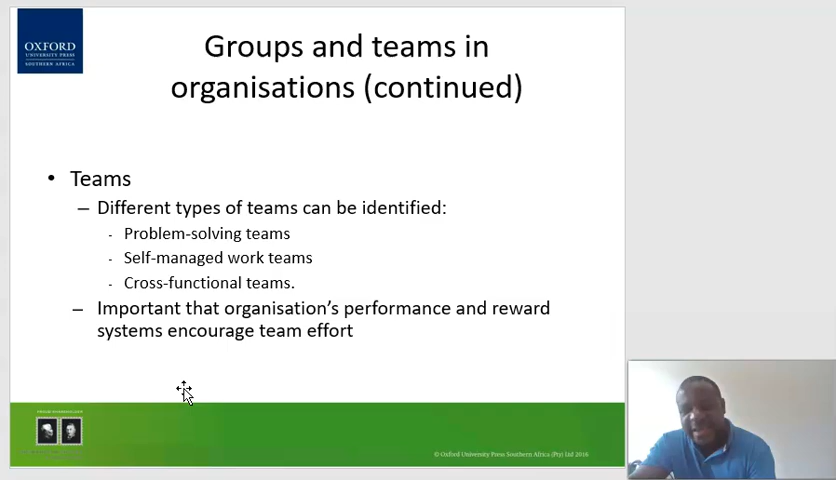 OXFORD
UNIVERSITY PRESS
SOUTHERN AFRICA
Groups and teams in
organisations (continued)
• Teams
– Different types of teams can be identified:
- Problem-solving teams
- Self-managed work teams
- Cross-functional teams.
– Important that organisation’s performance and reward
systems encourage team effort
© Oxford University Press Southern Africa (Pty) Ltd 2016